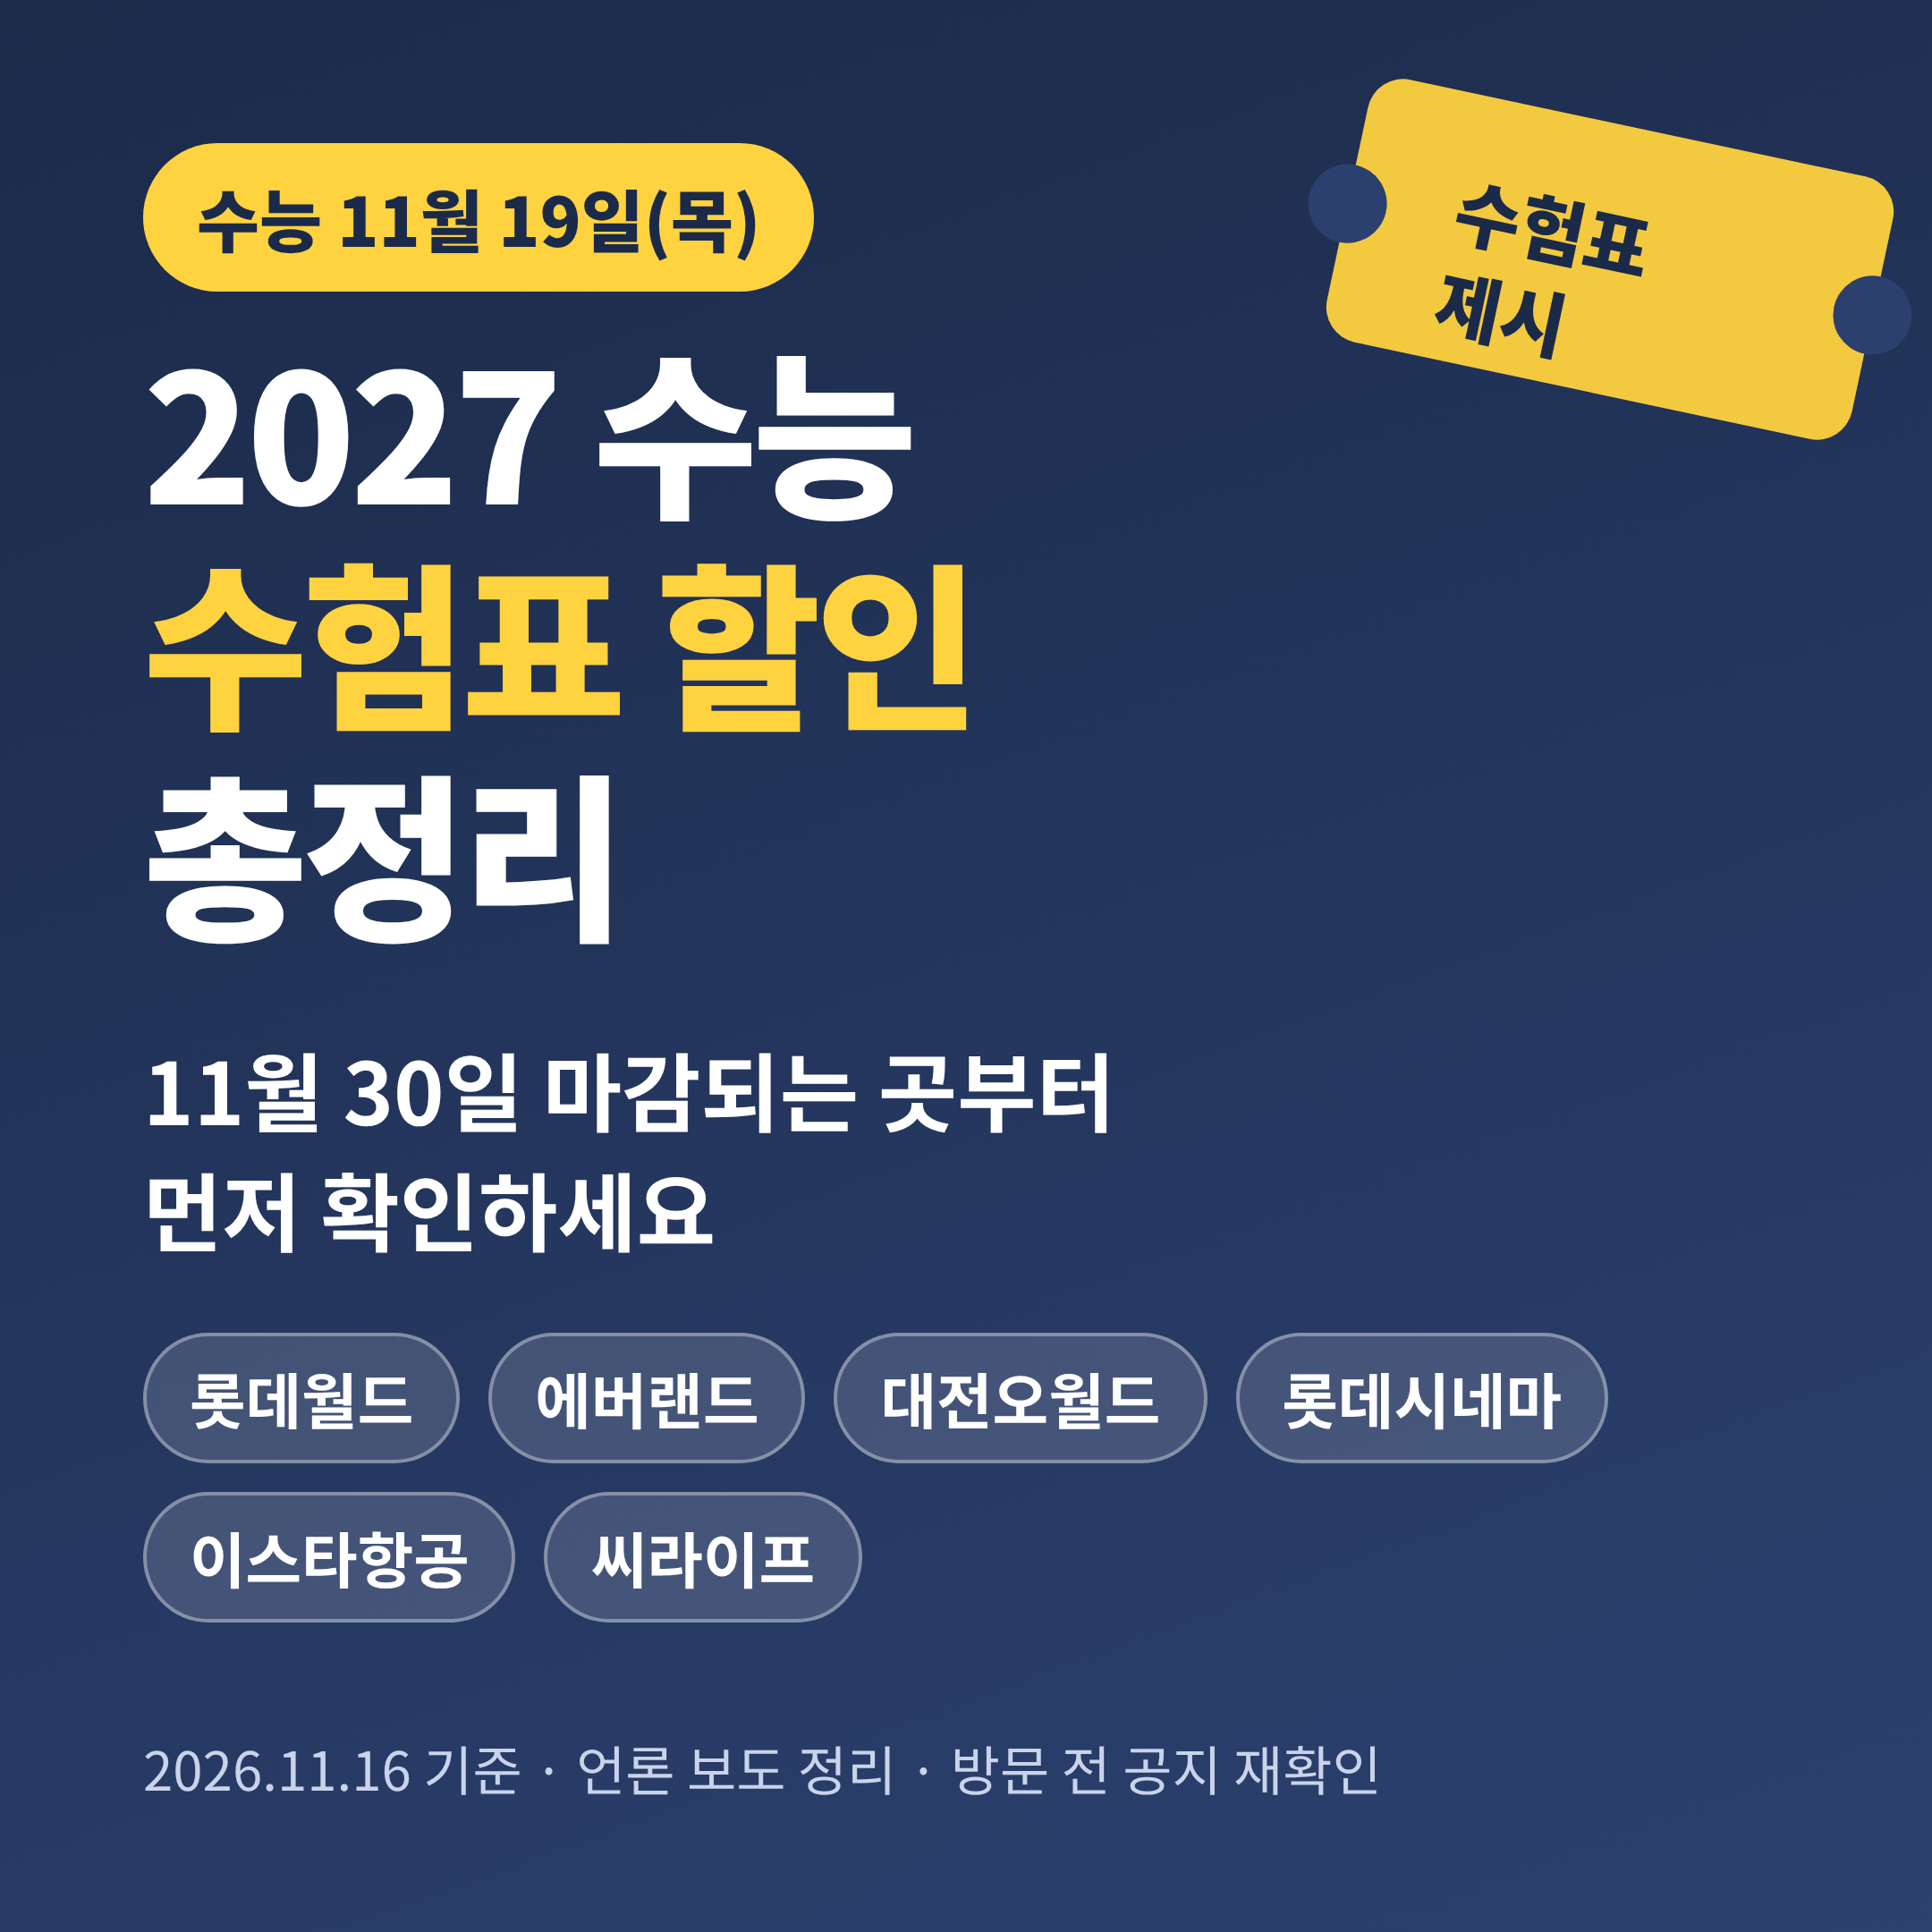 수능 11월 19일(목)
수험표
제시
2027 수능
수험표 할인
총정리
11월 30일 마감되는 곳부터
먼저 확인하세요
롯데월드
에버랜드
대전오월드
롯데시네마
이스타항공
씨라이프
2026.11.16 기준 · 언론 보도 정리 · 방문 전 공지 재확인